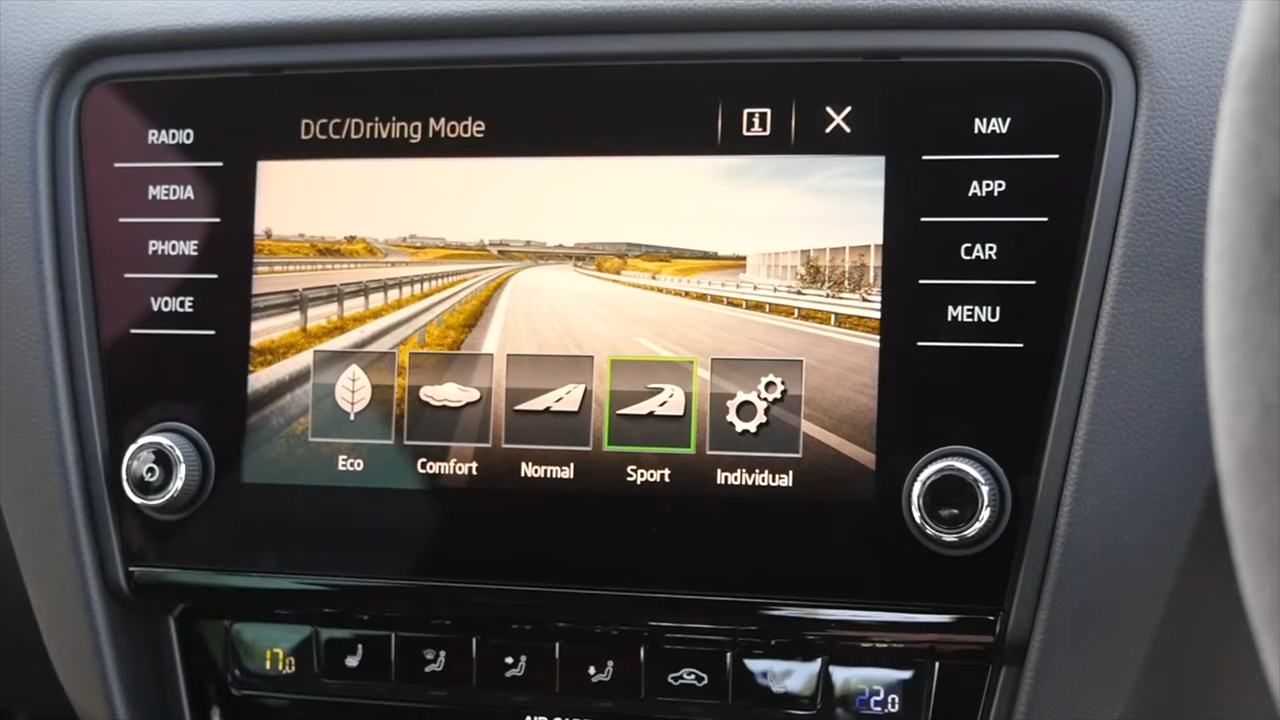 DCC/Driving Mode
i
RADIO
MEDIA
PHONE
VOICE
NAV
APP
CAR
MENU
Eco
Comfort
Normal
Sport
Individual
17.0
22.0